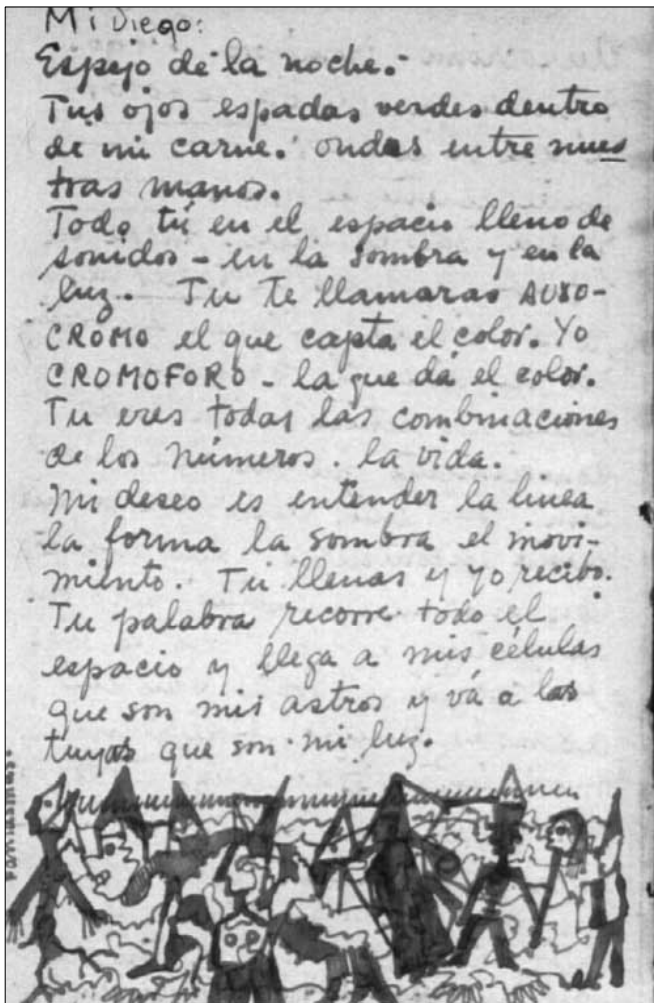 Mi Diego:
Espejo de la noche.-
Tus ojos espadas verdes dentro
de mi carne. ondas entre nues
tras manos.
Todo tú en el espacio lleno de
sonidos - en la sombra y en la
luz. Tu te llamaras AUXO-
CROMO el que capta el color. Yo
CROMOFORO - la que dá el color.
Tu eres todas las combinaciones
de los números. la vida.
Mi deseo es entender la linea
la forma la sombra el movi-
miento. Tu llenas y yo recibo.
Tu palabra recorre todo el
espacio y llega a mis células
que son mis astros y vá a las
tuyas que son mi luz.